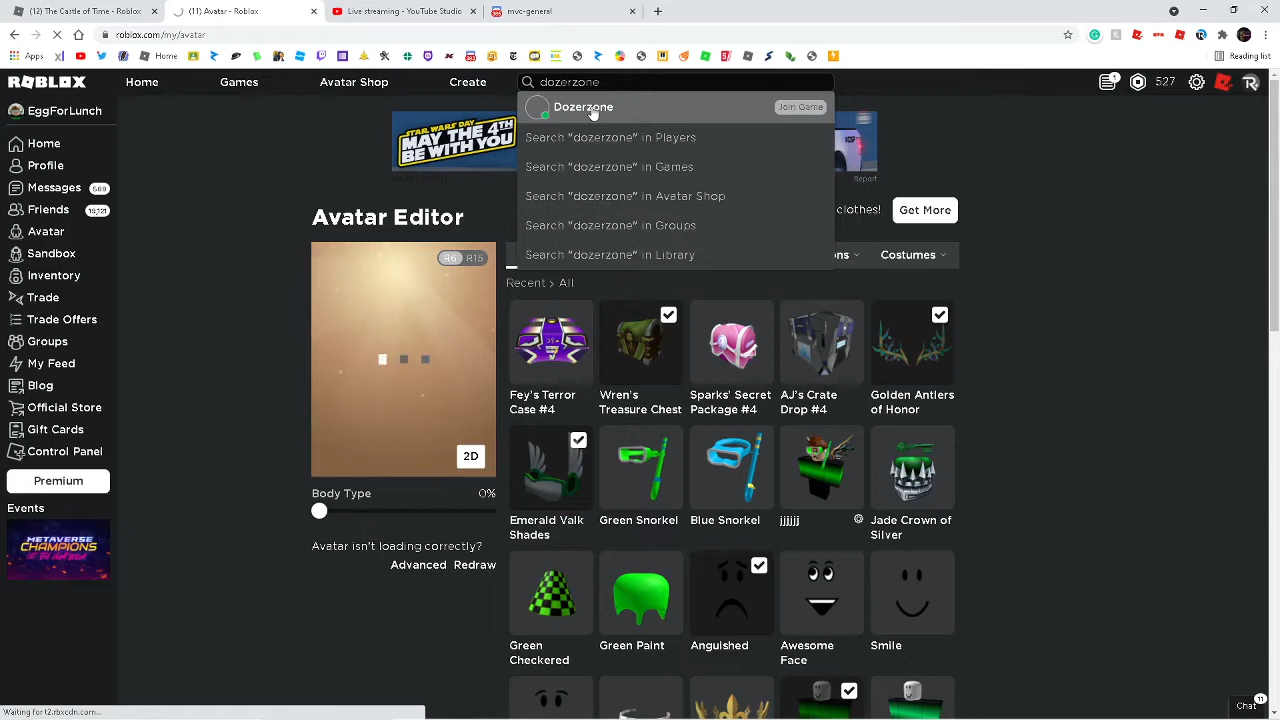 (12) The Castle of Time - Roblox
(11) Avatar - Roblox
Live streaming - YouTube Studio
mvc-general
roblox.com/my/avatar
Apps
Home
Reading list
ROBLOX
Home
Games
Avatar Shop
Create
dozerzone
1
527
Dozerzone
Join Game
Search "dozerzone" in Players
Search "dozerzone" in Games
Search "dozerzone" in Avatar Shop
Search "dozerzone" in Groups
Search "dozerzone" in Library
EggForLunch
Home
Profile
Messages
588
Friends
19,121
Avatar
Sandbox
Inventory
Trade
Trade Offers
Groups
My Feed
Blog
Official Store
Gift Cards
Control Panel
Premium
Events
METAVERSE
CHAMPIONS
STAR WARS DAY
MAY THE 4TH
BE WITH YOU
Report
Avatar Editor
clothes!
Get More
R6 R15
2D
Body Type 0%
Avatar isn't loading correctly?
Advanced Redraw
ons
Costumes
Recent > All
Fey's Terror
Case #4
Wren's
Treasure Chest
Sparks' Secret
Package #4
AJ's Crate
Drop #4
Golden Antlers
of Honor
Emerald Valk
Shades
Green Snorkel
Blue Snorkel
jjjjjj
Jade Crown of
Silver
Green
Checkered
Green Paint
Anguished
Awesome
Face
Smile
Waiting for t2.rbxcdn.com...
Chat
11